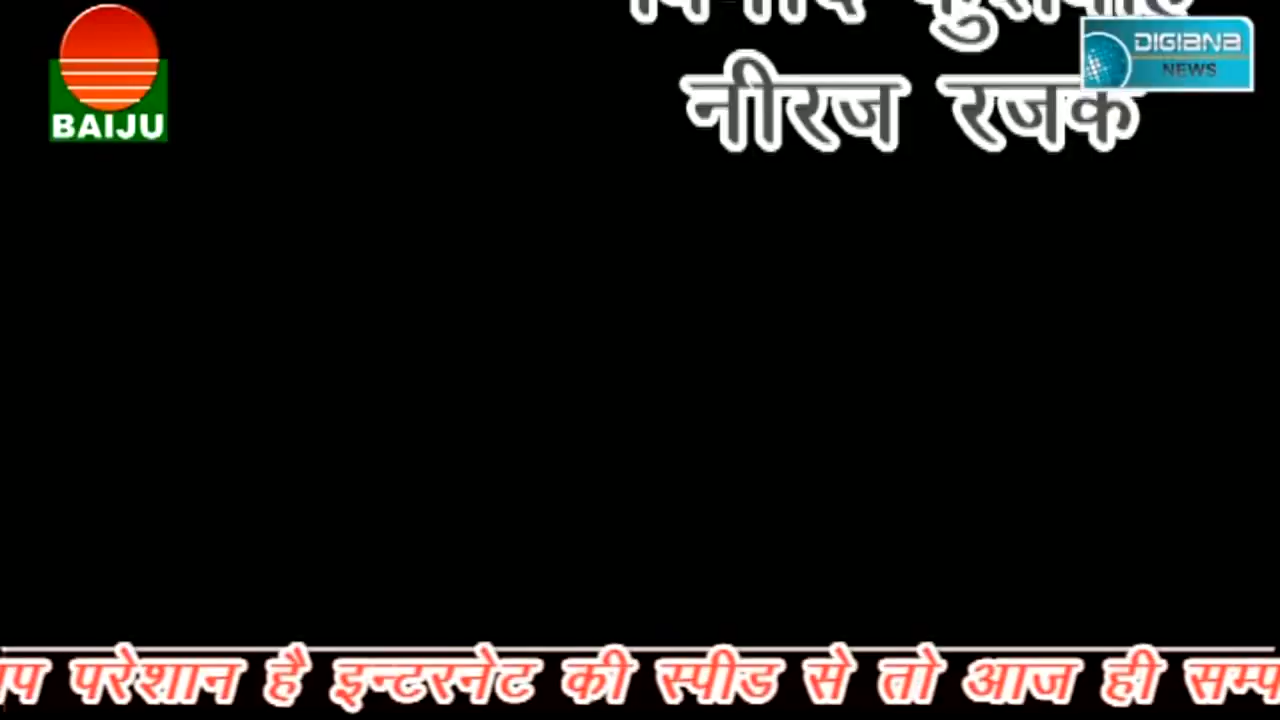 नीरज रजक
DIGIANA
NEWS
BAIJU
परेशान है इन्टरनेट की स्पीड से तो आज ही